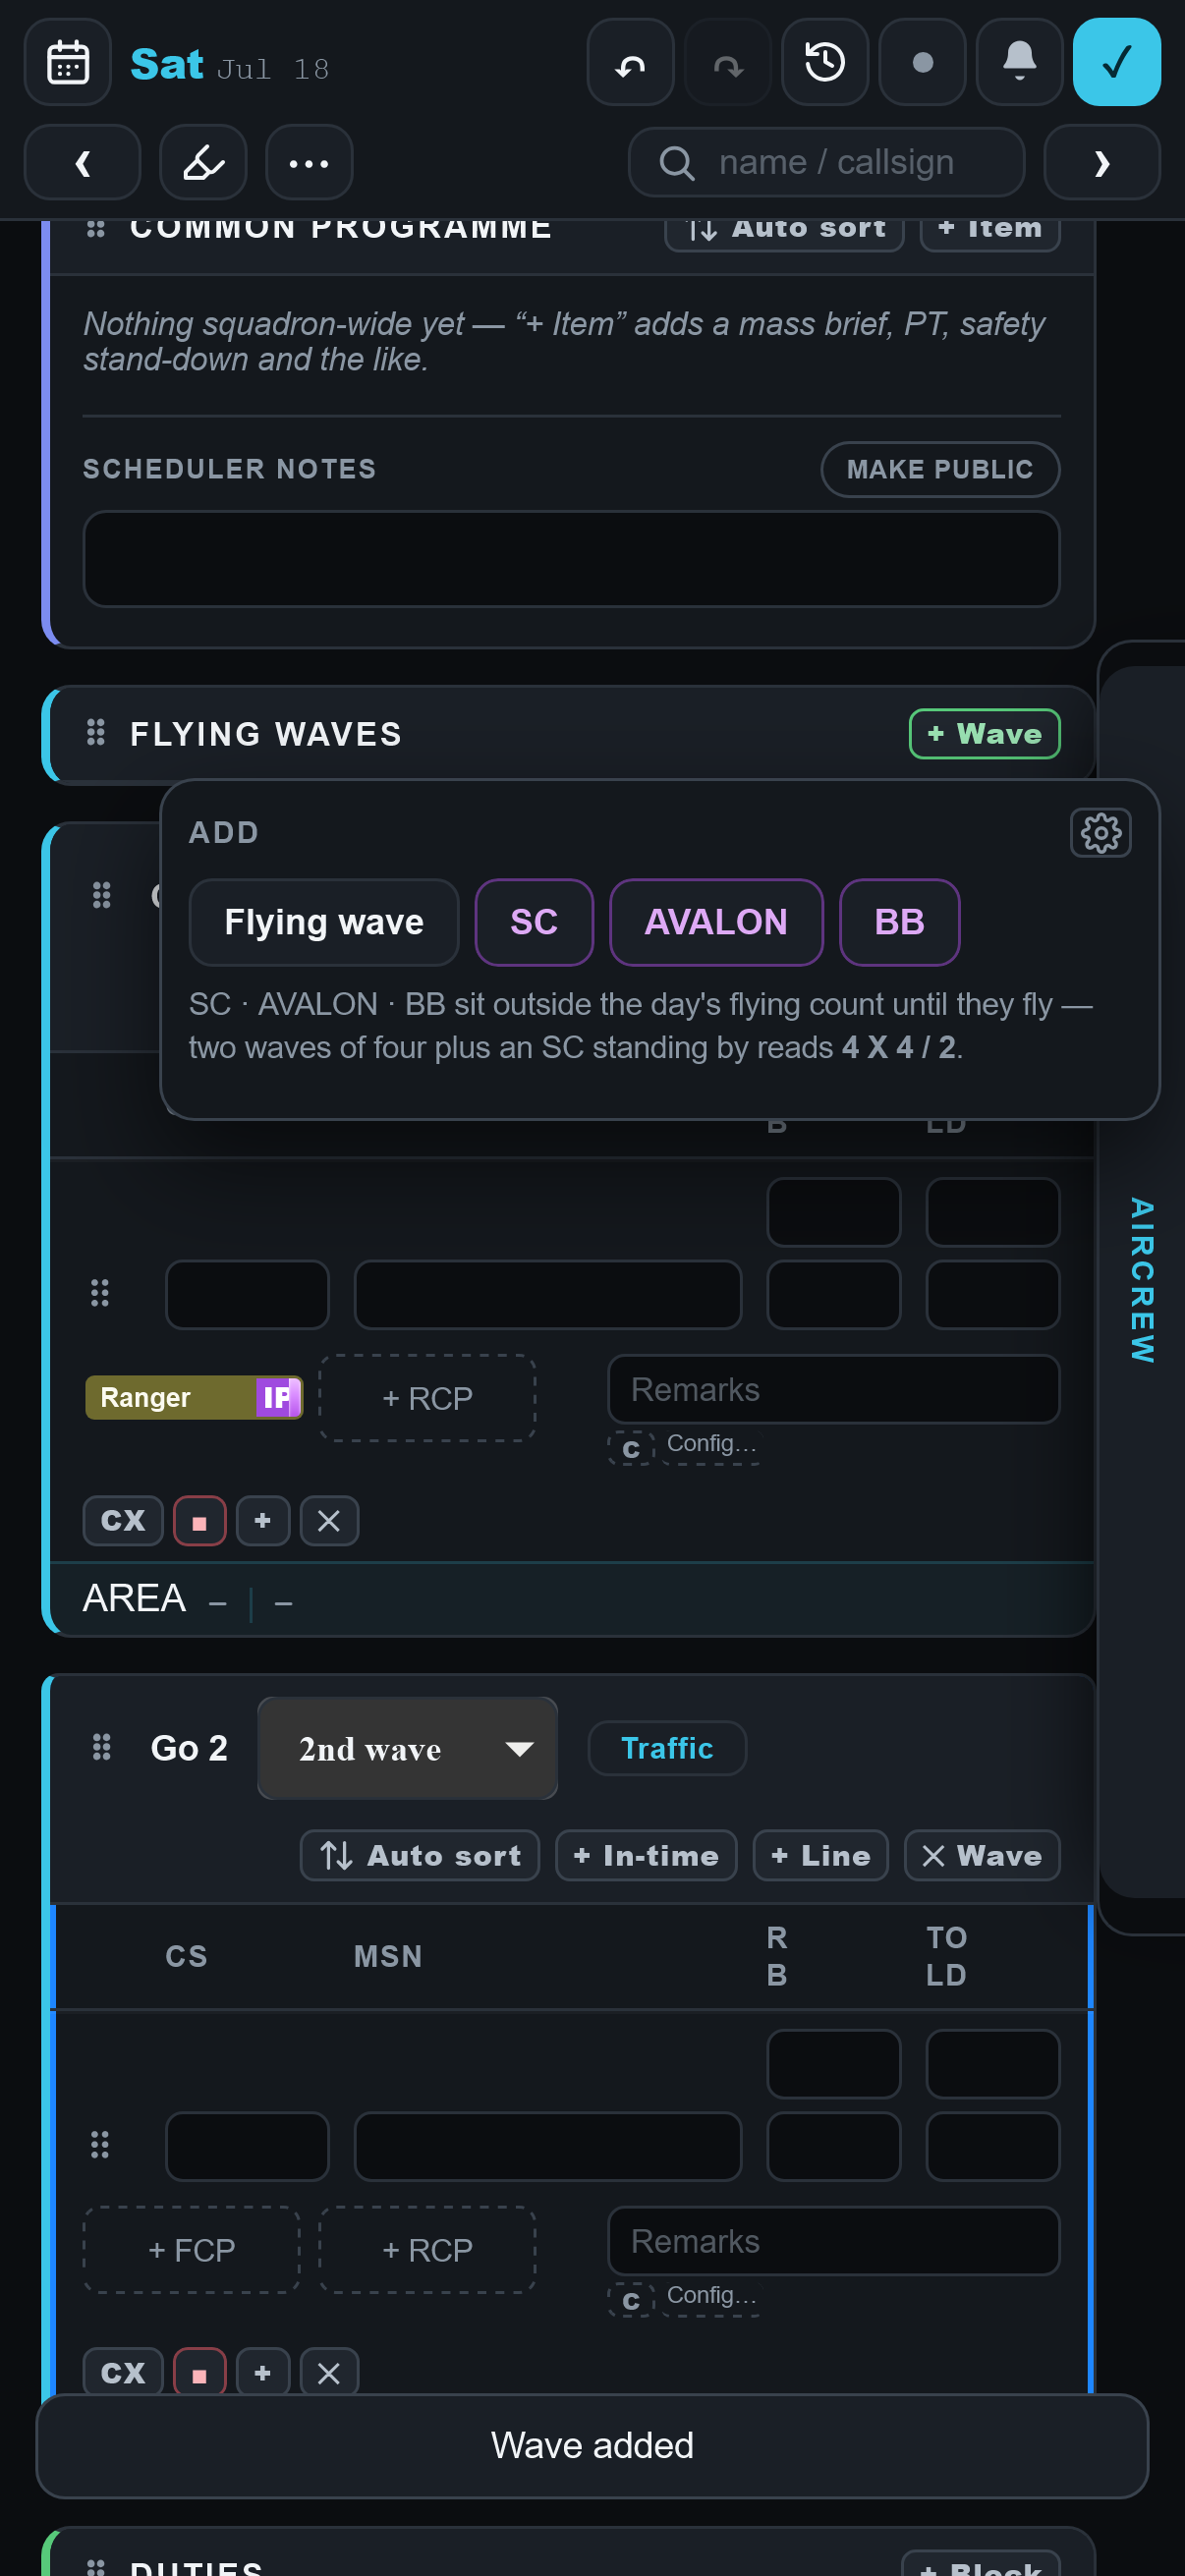 Sat Jul 18
name / callsign
COMMON PROGRAMME
Auto sort
+ Item
Nothing squadron-wide yet — “+ Item” adds a mass brief, PT, safety
stand-down and the like.
SCHEDULER NOTES
MAKE PUBLIC
FLYING WAVES
+ Wave
ADD
Flying wave
SC
AVALON
BB
SC · AVALON · BB sit outside the day's flying count until they fly —
two waves of four plus an SC standing by reads 4 X 4 / 2.
B
LD
AIRCREW
Ranger
IP
+ RCP
Remarks
C
Config…
CX
+
AREA – | –
Go 2
2nd wave
Traffic
Auto sort
+ In-time
+ Line
Wave
CS
MSN
R
B
TO
LD
+ FCP
+ RCP
Remarks
C
Config…
CX
+
Wave added
DUTIES
+ Block